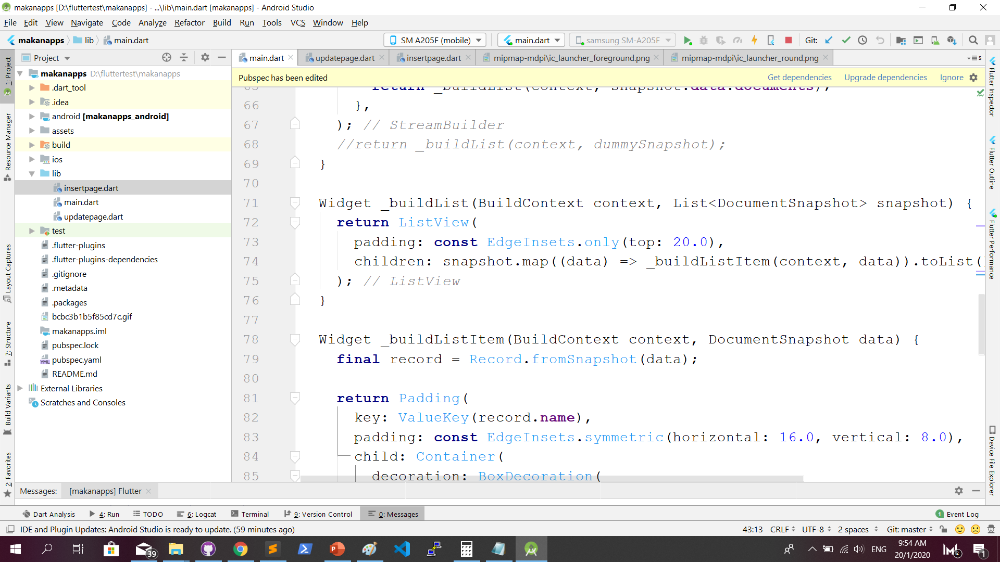 makanapps [D:\fluttertest\makanapps] - ...\lib\main.dart [makanapps] - Android Studio
File Edit View Navigate Code Analyze Refactor Build Run Tools VCS Window Help
makanapps lib main.dart SM A205F (mobile) main.dart samsung SM-A205F Git:
Project
main.dart updatepage.dart insertpage.dart mipmap-mdpi\ic_launcher_foreground.png mipmap-mdpi\ic_launcher_round.png 5
Pubspec has been edited Get dependencies Upgrade dependencies Ignore
1: Project
Resource Manager
Layout Captures
7: Structure
Build Variants
2: Favorites
makanapps D:\fluttertest\makanapps
.dart_tool
.idea
android [makanapps_android]
assets
build
ios
lib
insertpage.dart
main.dart
updatepage.dart
test
.flutter-plugins
.flutter-plugins-dependencies
.gitignore
.metadata
.packages
bcbc3b1b5f85cd7c.gif
makanapps.iml
pubspec.lock
pubspec.yaml
README.md
External Libraries
Scratches and Consoles
65 return _buildList(context, snapshot.data.documents);
66 },
67 ); // StreamBuilder
68 //return _buildList(context, dummySnapshot);
69 }
70
71 Widget _buildList(BuildContext context, List<DocumentSnapshot> snapshot) {
72 return ListView(
73 padding: const EdgeInsets.only(top: 20.0),
74 children: snapshot.map((data) => _buildListItem(context, data)).toList(
75 ); // ListView
76 }
77
78 Widget _buildListItem(BuildContext context, DocumentSnapshot data) {
79 final record = Record.fromSnapshot(data);
80
81 return Padding(
82 key: ValueKey(record.name),
83 padding: const EdgeInsets.symmetric(horizontal: 16.0, vertical: 8.0),
84 child: Container(
85 decoration: BoxDecoration(
Flutter Inspector
Flutter Outline
Flutter Performance
Device File Explorer
Messages: [makanapps] Flutter
Dart Analysis 4: Run TODO 6: Logcat Terminal 9: Version Control 0: Messages 1 Event Log
IDE and Plugin Updates: Android Studio is ready to update. (59 minutes ago) 43:13 CRLF UTF-8 2 spaces Git: master
39 ENG 9:54 AM 2 1
20/1/2020